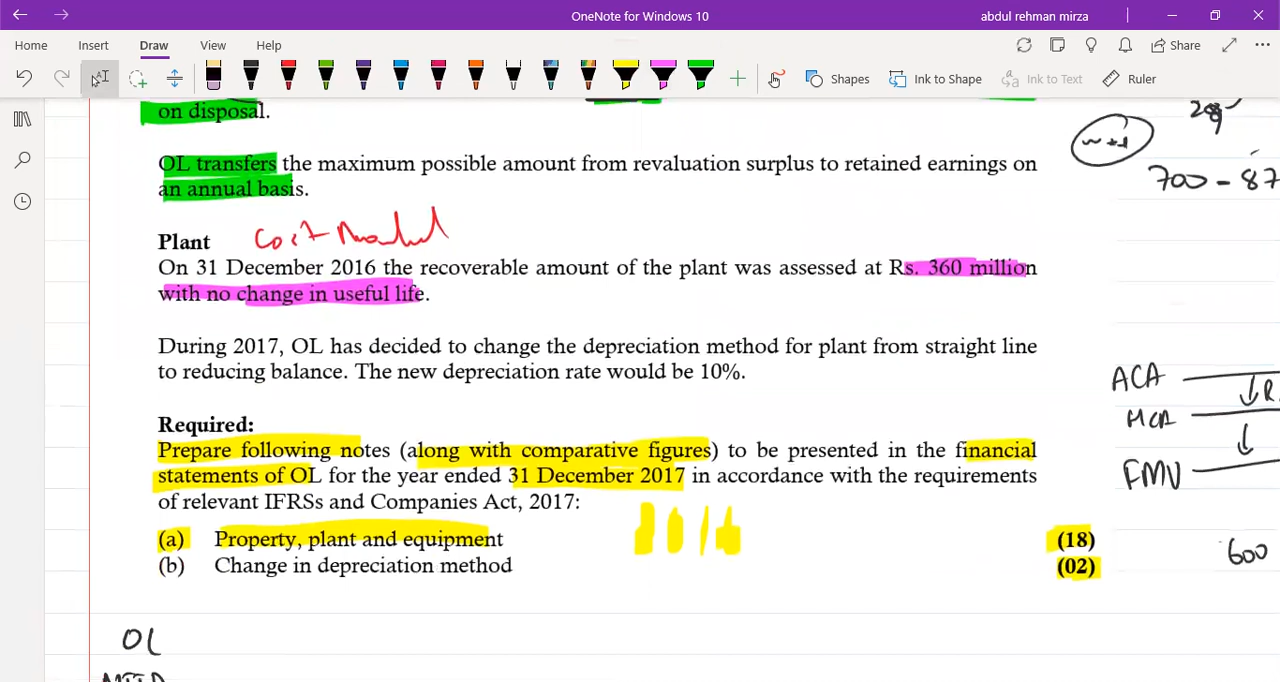 OneNote for Windows 10
abdul rehman mirza
Home Insert Draw View Help
Share
Shapes
Ink to Shape
Ink to Text
Ruler
on disposal.
OL transfers the maximum possible amount from revaluation surplus to retained earnings on
an annual basis.
700 - 87
Plant Cost Model
On 31 December 2016 the recoverable amount of the plant was assessed at Rs. 360 million
with no change in useful life.
During 2017, OL has decided to change the depreciation method for plant from straight line
to reducing balance. The new depreciation rate would be 10%.
ACA
MCA
FMV
Required:
Prepare following notes (along with comparative figures) to be presented in the financial
statements of OL for the year ended 31 December 2017 in accordance with the requirements
of relevant IFRSs and Companies Act, 2017:
(a) Property, plant and equipment (18)
(b) Change in depreciation method (02)
600
OL